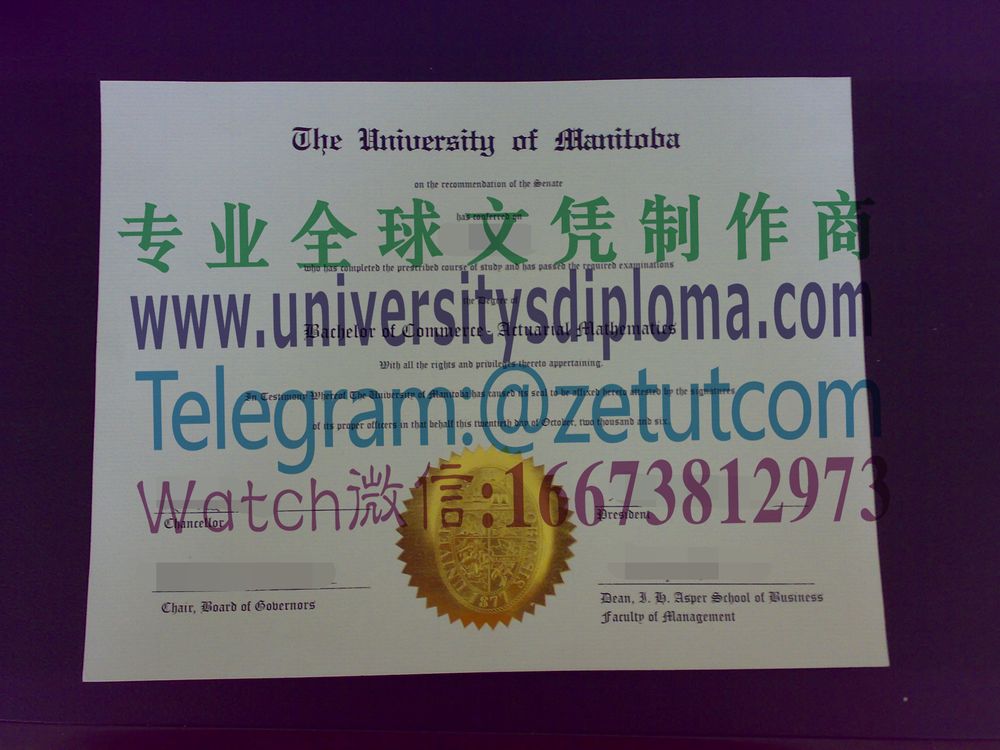 The University of Manitoba
on the recommendation of the Senate
has conferred on
专业全球文凭制作商
who has completed the prescribed course of study and has passed the required examinations
the Degree of
www.universitysdiploma.com
Bachelor of Commerce- Actuarial Mathematics
With all the rights and privileges thereto appertaining.
In Testimony Whereof The University of Manitoba has caused its seal to be affixed hereto attested by the signatures
Telegram:@zetutcom
of its proper officers in that behalf this twentieth day of October, two thousand and six.
Watch微信:16673812973
Chancellor
President
Chair, Board of Governors
Dean, I. H. Asper School of Business
Faculty of Management